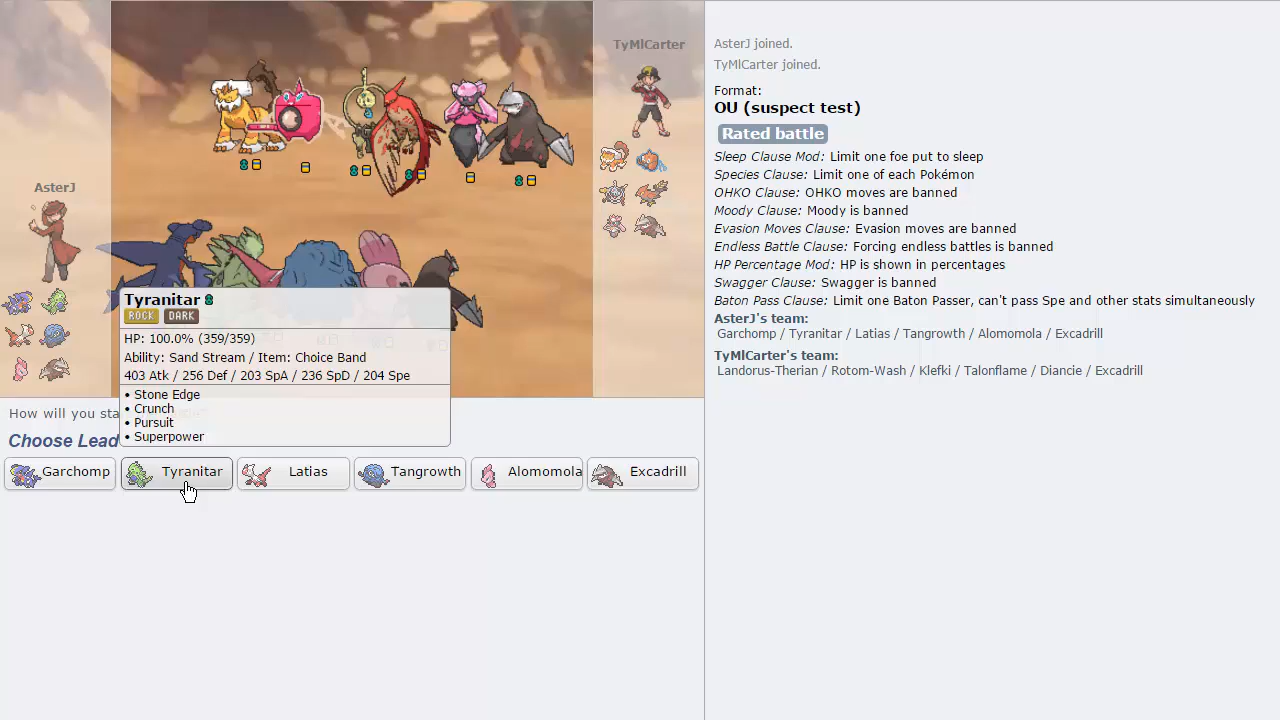 AsterJ
TyMlCarter
Tyranitar
ROCK DARK
HP: 100.0% (359/359)
Ability: Sand Stream / Item: Choice Band
403 Atk / 256 Def / 203 SpA / 236 SpD / 204 Spe
• Stone Edge
• Crunch
• Pursuit
• Superpower
How will you sta
Choose Lead
Garchomp
Tyranitar
Latias
Tangrowth
Alomomola
Excadrill
AsterJ joined.
TyMlCarter joined.
Format:
OU (suspect test)
Rated battle
Sleep Clause Mod: Limit one foe put to sleep
Species Clause: Limit one of each Pokémon
OHKO Clause: OHKO moves are banned
Moody Clause: Moody is banned
Evasion Moves Clause: Evasion moves are banned
Endless Battle Clause: Forcing endless battles is banned
HP Percentage Mod: HP is shown in percentages
Swagger Clause: Swagger is banned
Baton Pass Clause: Limit one Baton Passer, can't pass Spe and other stats simultaneously
AsterJ's team:
Garchomp / Tyranitar / Latias / Tangrowth / Alomomola / Excadrill
TyMlCarter's team:
Landorus-Therian / Rotom-Wash / Klefki / Talonflame / Diancie / Excadrill